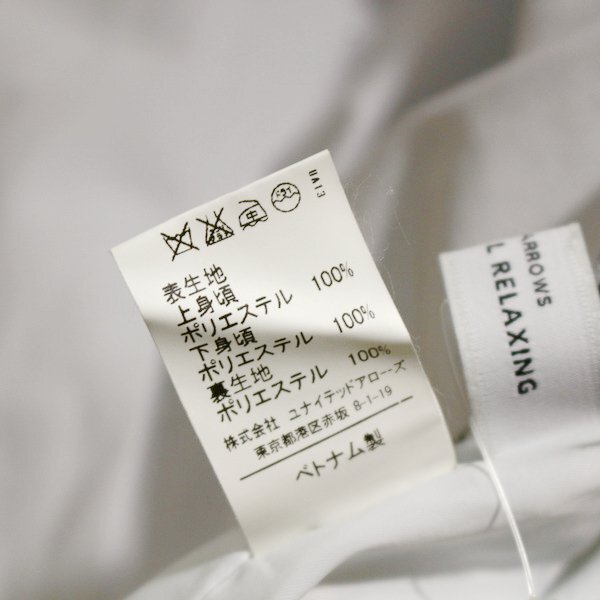 UA13
表生地
上身頃
ポリエステル 100%
下身頃
ポリエステル 100%
裏生地
ポリエステル 100%
株式会社 ユナイテッドアローズ
東京都港区赤坂 8-1-19
ベトナム製
ARROWS
L RELAXING